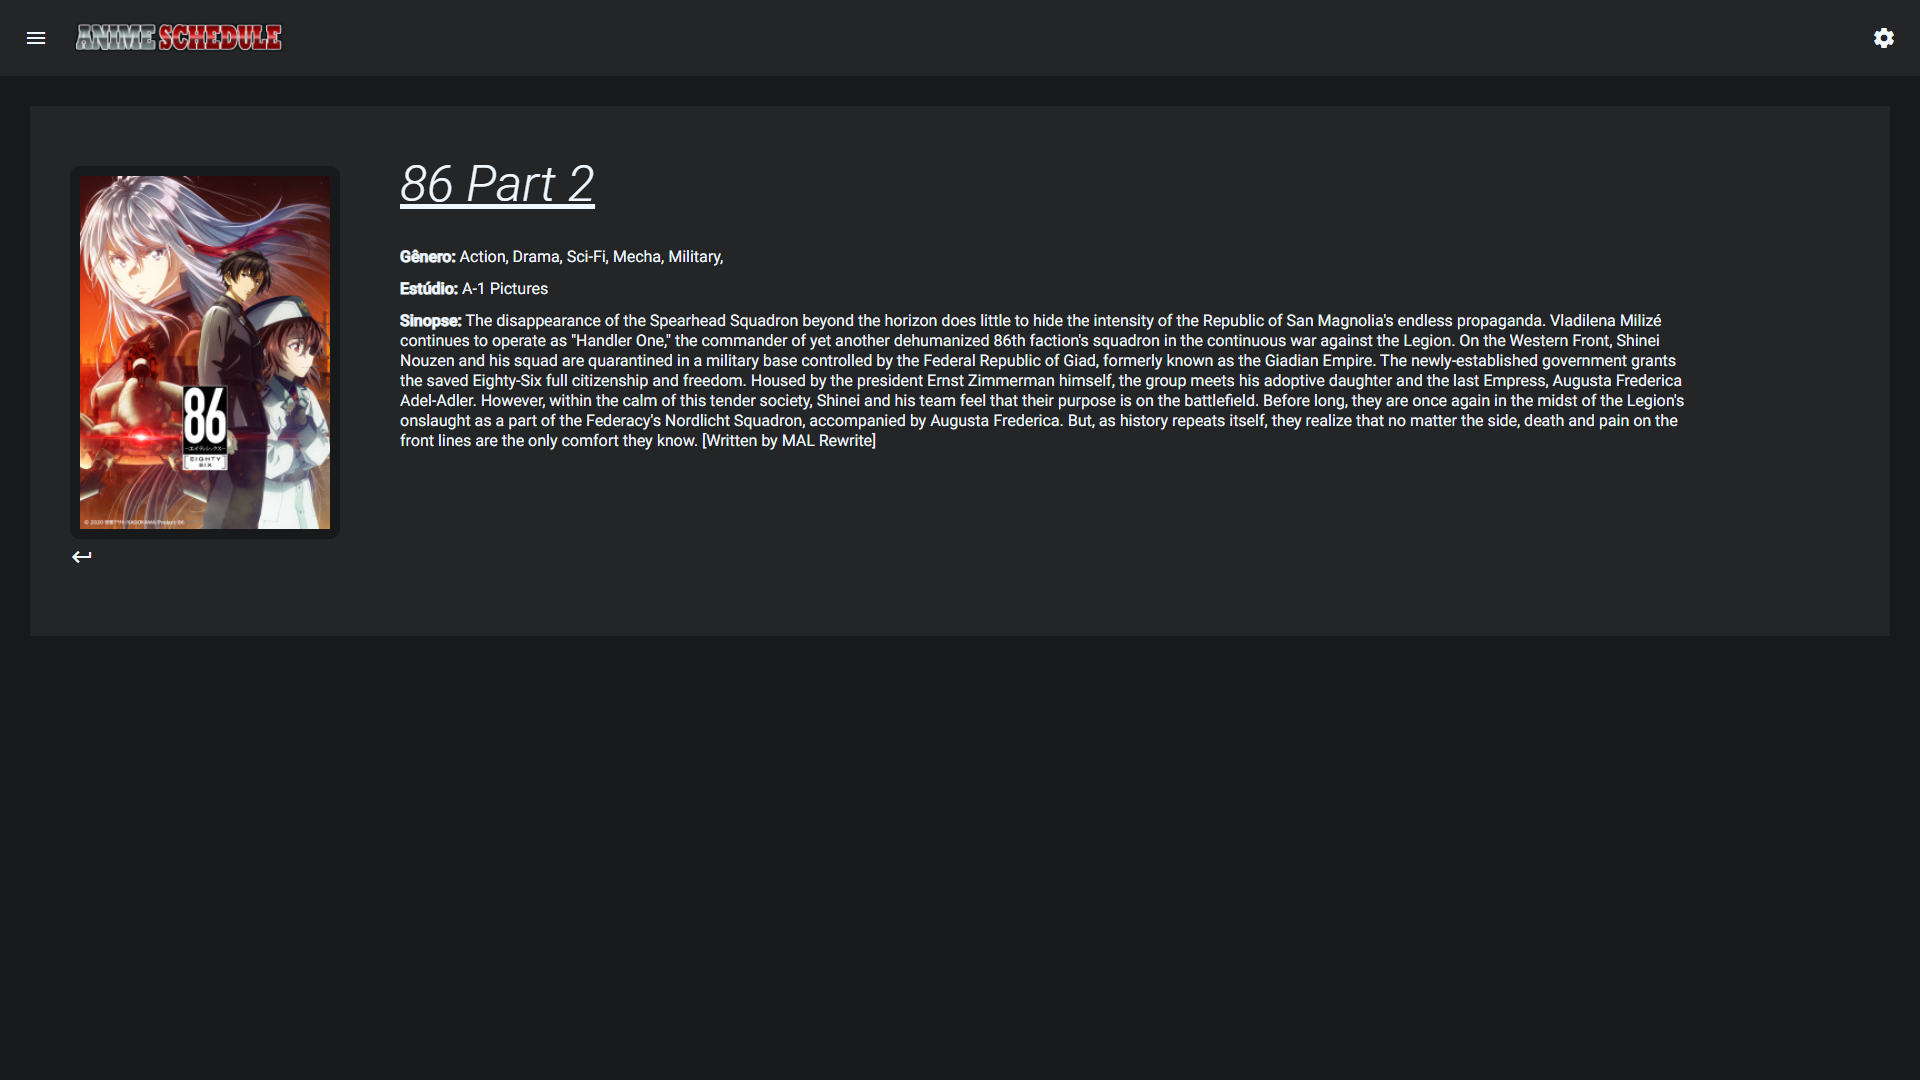 ANIME SCHEDULE
86 Part 2
Gênero: Action, Drama, Sci-Fi, Mecha, Military,
Estúdio: A-1 Pictures
Sinopse: The disappearance of the Spearhead Squadron beyond the horizon does little to hide the intensity of the Republic of San Magnolia's endless propaganda. Vladilena Milizé
continues to operate as "Handler One," the commander of yet another dehumanized 86th faction's squadron in the continuous war against the Legion. On the Western Front, Shinei
Nouzen and his squad are quarantined in a military base controlled by the Federal Republic of Giad, formerly known as the Giadian Empire. The newly-established government grants
the saved Eighty-Six full citizenship and freedom. Housed by the president Ernst Zimmerman himself, the group meets his adoptive daughter and the last Empress, Augusta Frederica
Adel-Adler. However, within the calm of this tender society, Shinei and his team feel that their purpose is on the battlefield. Before long, they are once again in the midst of the Legion's
onslaught as a part of the Federacy's Nordlicht Squadron, accompanied by Augusta Frederica. But, as history repeats itself, they realize that no matter the side, death and pain on the
front lines are the only comfort they know. [Written by MAL Rewrite]
86
-エイティシックス-
EIGHTY
SIX